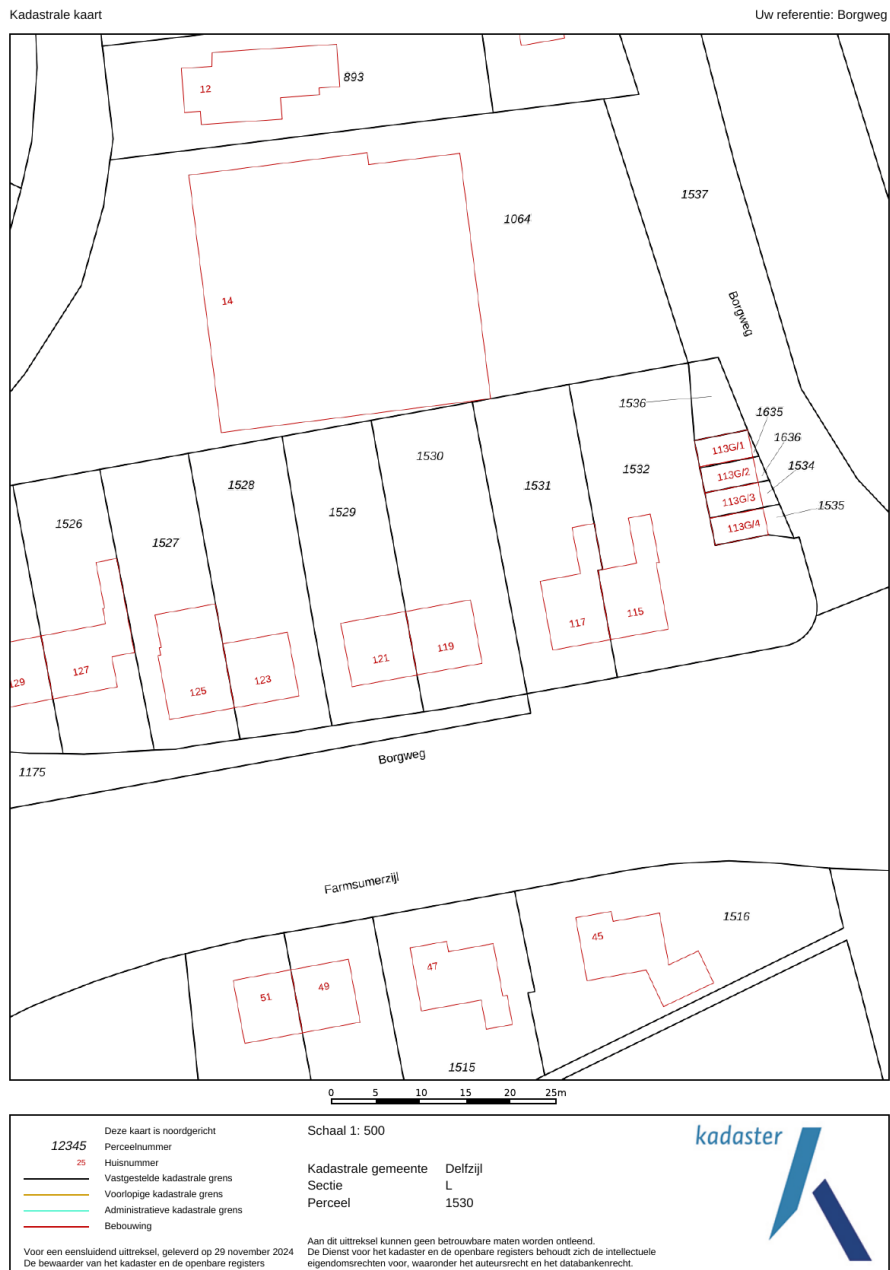 Kadastrale kaart
Uw referentie: Borgweg
12
893
1537
1064
14
Borgweg
1536
1635
113G/1
1636
1530
1532
113G/2
1534
1528
1531
113G/3
1535
1529
1526
113G/4
1527
115
117
119
121
127
123
129
125
Borgweg
1175
Farmsumerzijl
1516
45
47
49
51
1515
0 5 10 15 20 25m
Deze kaart is noordgericht
12345 Perceelnummer
25 Huisnummer
Vastgestelde kadastrale grens
Voorlopige kadastrale grens
Administratieve kadastrale grens
Bebouwing
Voor een eensluidend uittreksel, geleverd op 29 november 2024
De bewaarder van het kadaster en de openbare registers
Schaal 1: 500
Kadastrale gemeente Delfzijl
Sectie L
Perceel 1530
Aan dit uittreksel kunnen geen betrouwbare maten worden ontleend.
De Dienst voor het kadaster en de openbare registers behoudt zich de intellectuele
eigendomsrechten voor, waaronder het auteursrecht en het databankenrecht.
kadaster